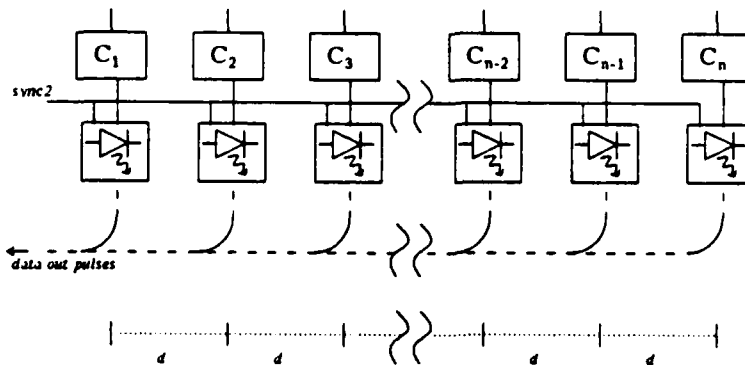 C1 C2 C3 Cn-2 Cn-1 Cn
sync2
data out pulses
d d d d